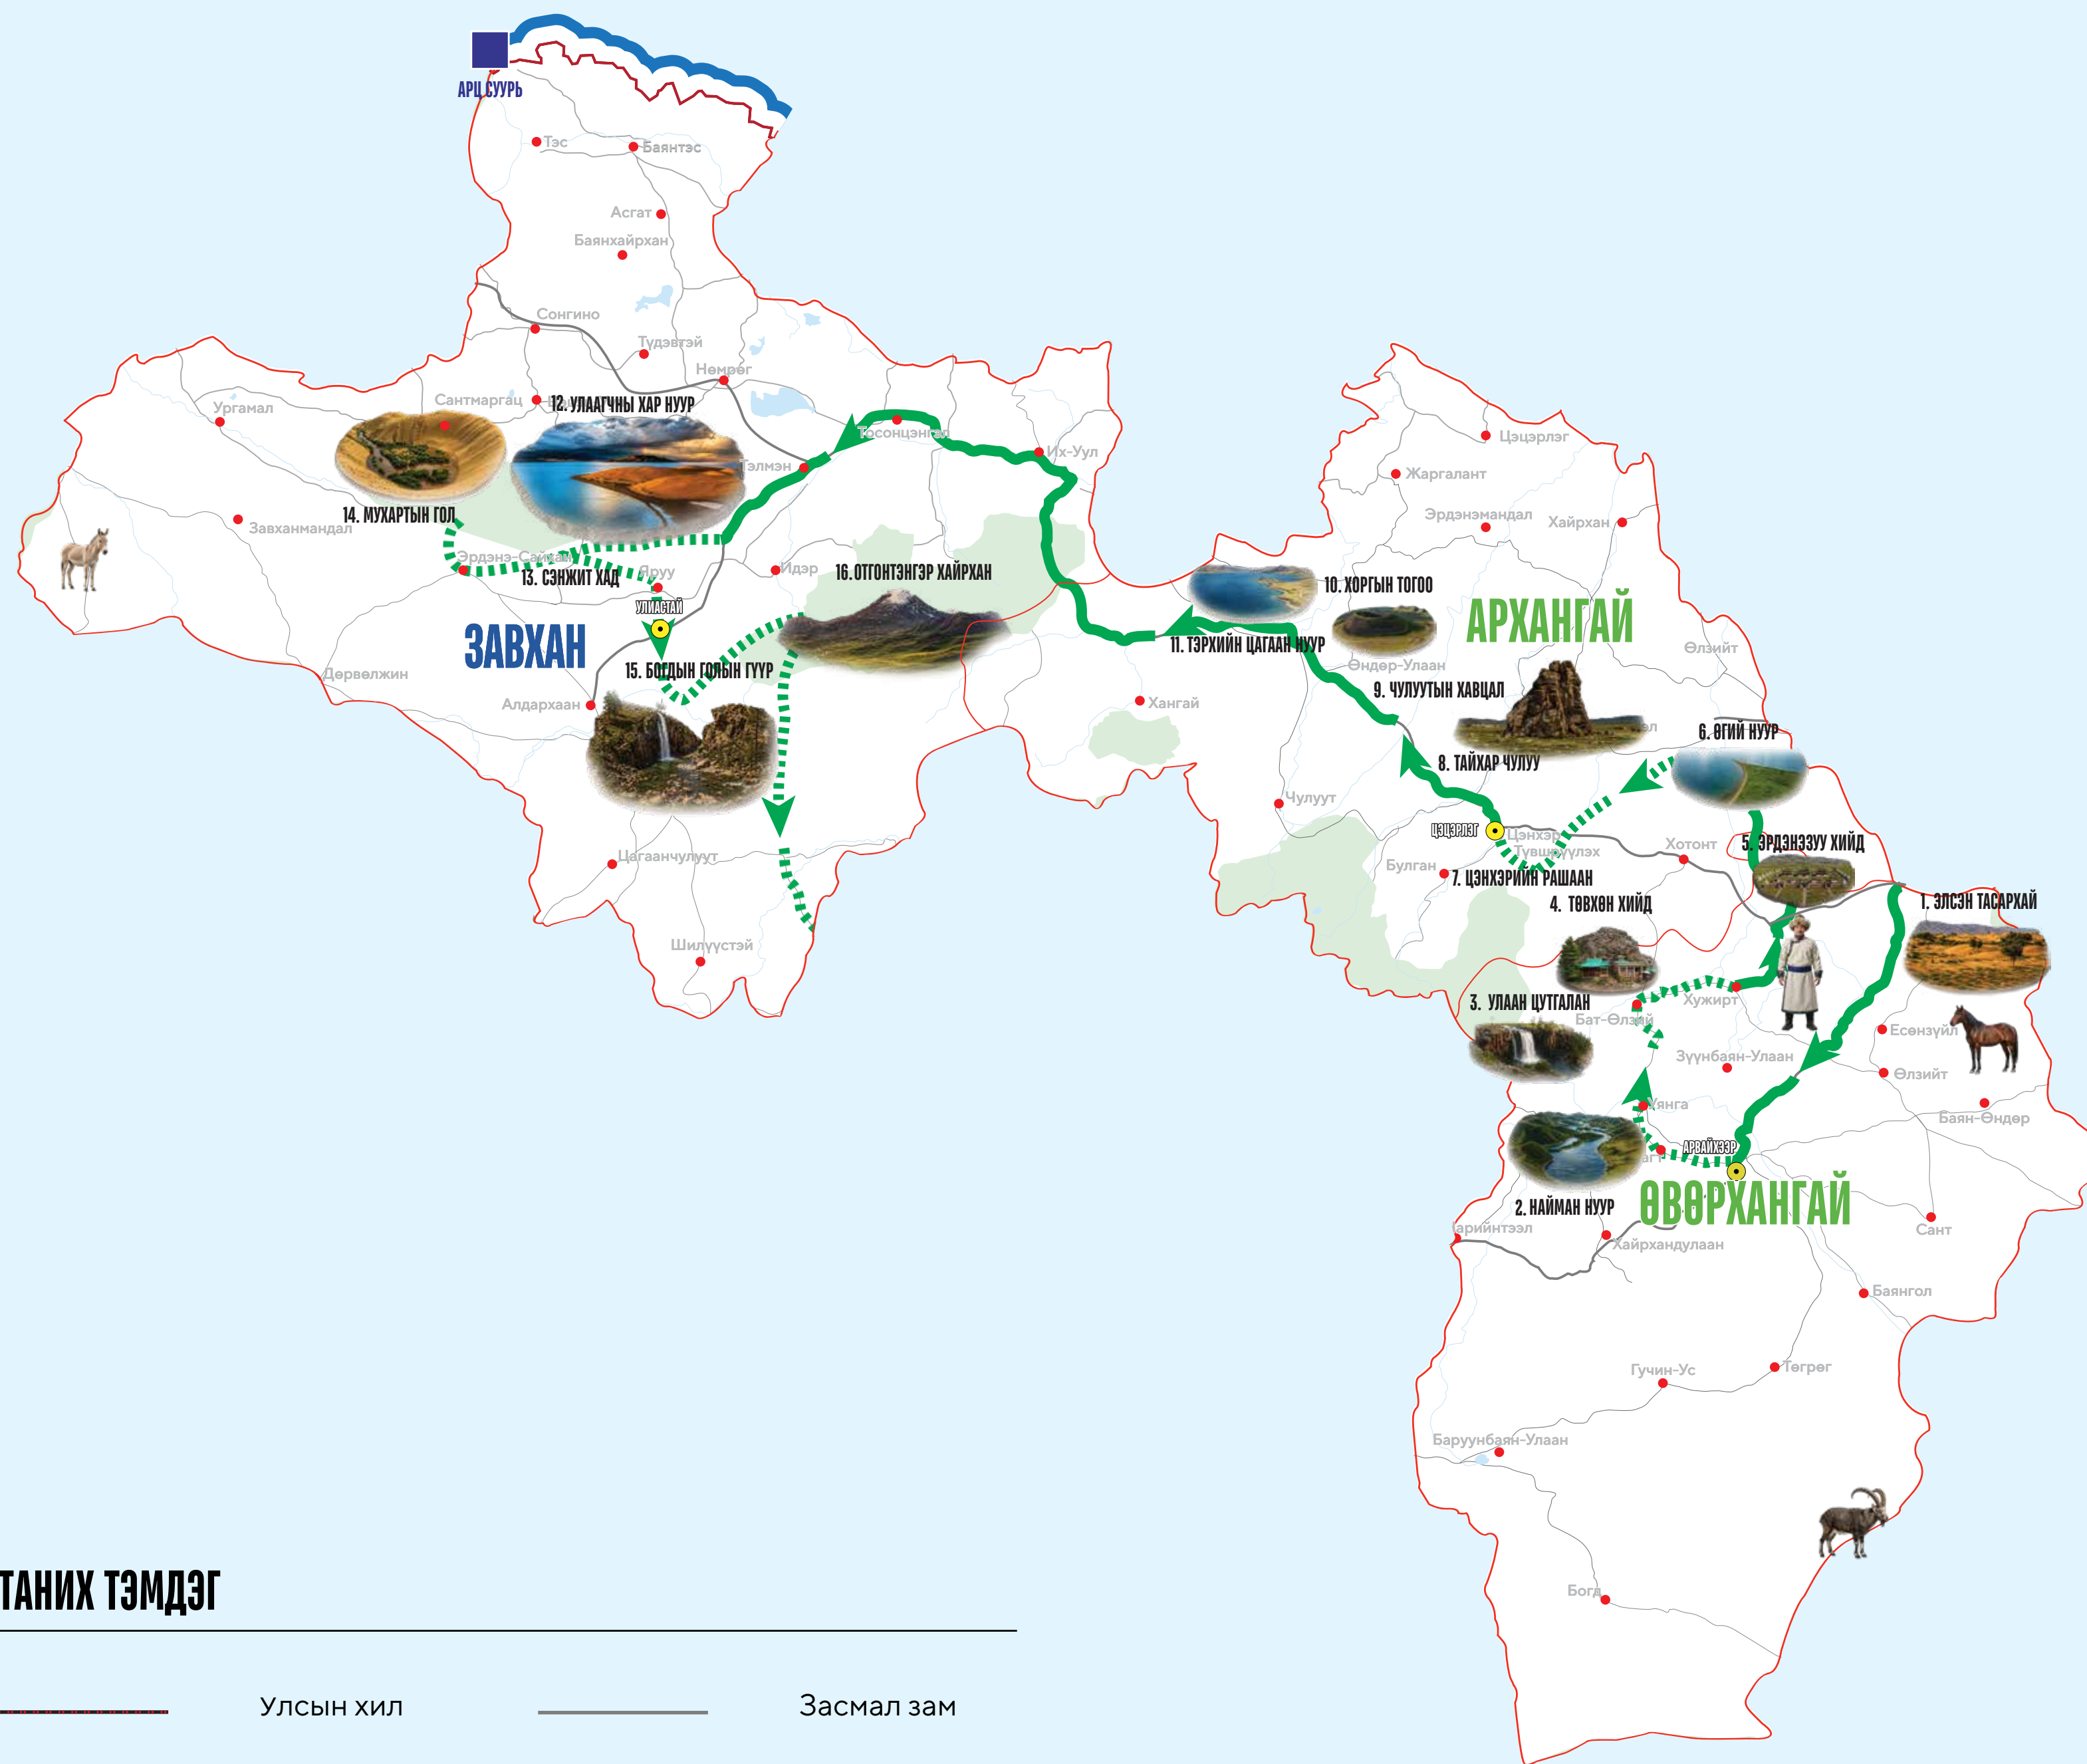 АРЦ СУУРЬ
Тэс
Баянтэс
Асгат
Баянхайрхан
Сонгино
Түдэвтэй
Нөмрөг
Ургамал
Сантмаргац
12. УЛААГЧНЫ ХАР НУУР
Тосонцэнгэл
Их-Уул
Тэлмэн
14. МУХАРТЫН ГОЛ
Завханмандал
Эрдэнэ-Сайхан
13. СЭНЖИТ ХАД
Яруу
Идэр
16. ОТГОНТЭНГЭР ХАЙРХАН
УЛИАСТАЙ
ЗАВХАН
15. БОГДЫН ГОЛЫН ГҮҮР
Дөрвөлжин
Алдархаан
Цагаанчулуут
Шилүүстэй
Цэцэрлэг
Жаргалант
Эрдэнэмандал
Хайрхан
10. ХОРГЫН ТОГОО
АРХАНГАЙ
11. ТЭРХИЙН ЦАГААН НУУР
Өндөр-Улаан
Өлзийт
9. ЧУЛУУТЫН ХАВЦАЛ
Хангай
6. ӨГИЙ НУУР
8. ТАЙХАР ЧУЛУУ
Чулуут
ЦЭЦЭРЛЭГ
Цэнхэр
Түвшрүүлэх
Хотонт
5. ЭРДЭНЭЗУУ ХИЙД
Булган
7. ЦЭНХЭРИЙН РАШААН
4. ТӨВХӨН ХИЙД
1. ЭЛСЭН ТАСАРХАЙ
3. УЛААН ЦУТГАЛАН
Хужирт
Бат-Өлзий
Есөнзүйл
Зүүнбаян-Улаан
Өлзийт
Уянга
Баян-Өндөр
АРВАЙХЭЭР
2. НАЙМАН НУУР
ӨВӨРХАНГАЙ
арийнтээл
Хайрхандулаан
Сант
Баянгол
Гучин-Ус
Төгрөг
Баруунбаян-Улаан
Богд
ТАНИХ ТЭМДЭГ
Улсын хил
Засмал зам